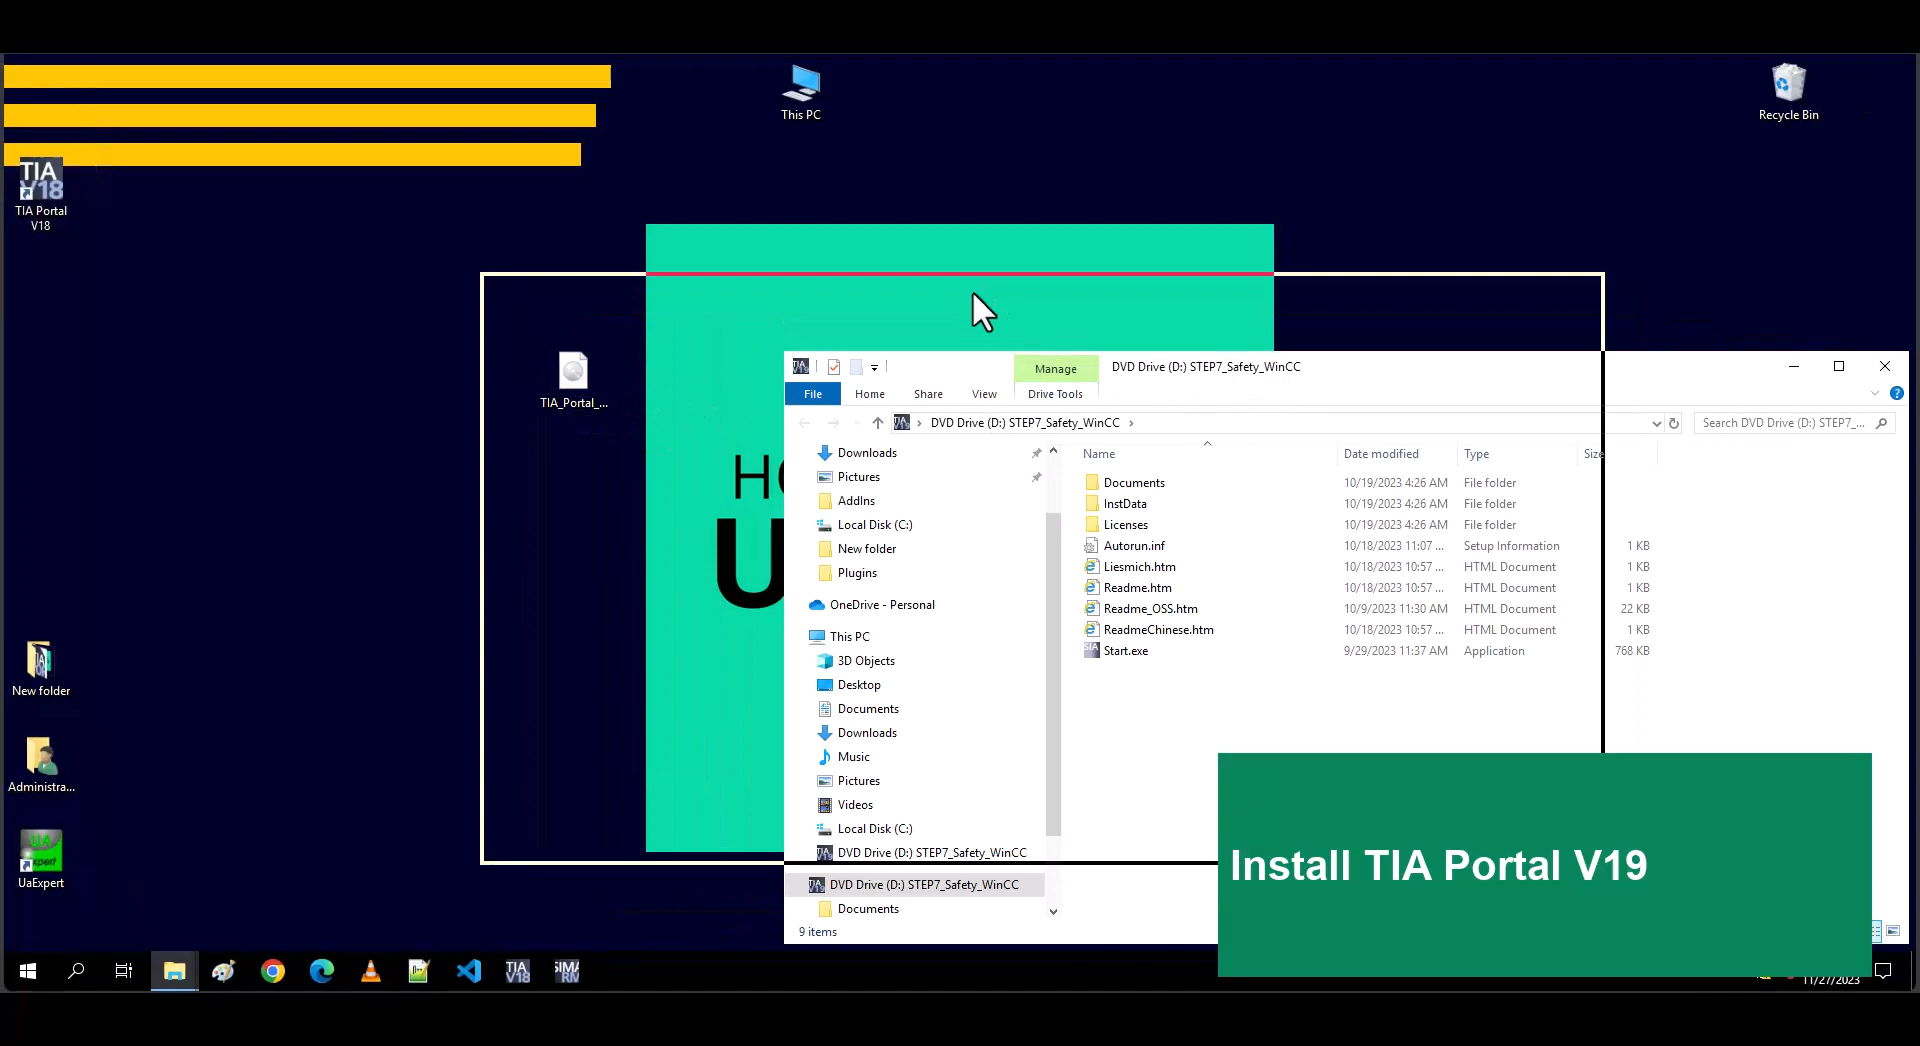 This PC
Recycle Bin
TIA
V18
TIA Portal
V18
TIA_Portal_...
HO
U
Manage
DVD Drive (D:) STEP7_Safety_WinCC
File
Home
Share
View
Drive Tools
DVD Drive (D:) STEP7_Safety_WinCC
Search DVD Drive (D:) STEP7_...
Downloads
Pictures
AddIns
Local Disk (C:)
New folder
Plugins
OneDrive - Personal
This PC
3D Objects
Desktop
Documents
Downloads
Music
Pictures
Videos
Local Disk (C:)
DVD Drive (D:) STEP7_Safety_WinCC
DVD Drive (D:) STEP7_Safety_WinCC
Documents
Name Date modified Type Size
Documents 10/19/2023 4:26 AM File folder
InstData 10/19/2023 4:26 AM File folder
Licenses 10/19/2023 4:26 AM File folder
Autorun.inf 10/18/2023 11:07 ... Setup Information 1 KB
Liesmich.htm 10/18/2023 10:57 ... HTML Document 1 KB
Readme.htm 10/18/2023 10:57 ... HTML Document 1 KB
Readme_OSS.htm 10/9/2023 11:30 AM HTML Document 22 KB
ReadmeChinese.htm 10/18/2023 10:57 ... HTML Document 1 KB
Start.exe 9/29/2023 11:37 AM Application 768 KB
9 items
New folder
Administra...
UA
expert
UaExpert
Install TIA Portal V19
TIA
V18
11/27/2023